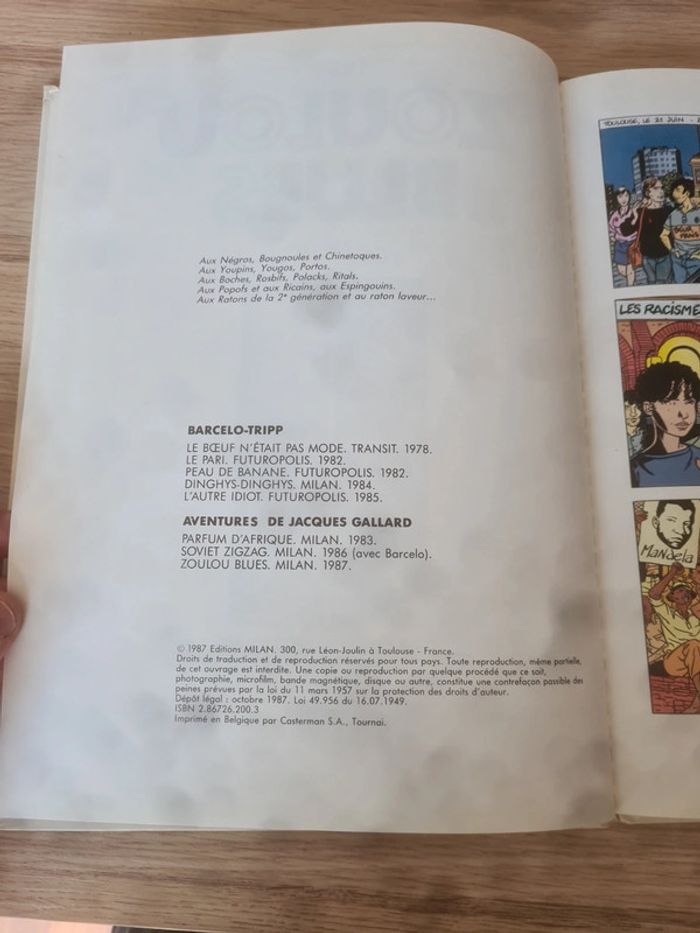 Aux Négros, Bougnoules et Chinetoques.
Aux Youpins, Yougos, Portos.
Aux Boches, Rosbifs, Polacks, Ritals.
Aux Popofs et aux Ricains, aux Espingouins.
Aux Ratons de la 2e génération et au raton laveur...
BARCELO-TRIPP
LE BŒUF N'ÉTAIT PAS MODE. TRANSIT. 1978.
LE PARI. FUTUROPOLIS. 1982.
PEAU DE BANANE. FUTUROPOLIS. 1982.
DINGHYS-DINGHYS. MILAN. 1984.
L'AUTRE IDIOT. FUTUROPOLIS. 1985.
AVENTURES DE JACQUES GALLARD
PARFUM D'AFRIQUE. MILAN. 1983.
SOVIET ZIGZAG. MILAN. 1986 (avec Barcelo).
ZOULOU BLUES. MILAN. 1987.
© 1987 Editions MILAN. 300, rue Léon-Joulin à Toulouse - France.
Droits de traduction et de reproduction réservés pour tous pays. Toute reproduction, même partielle,
de cet ouvrage est interdite. Une copie ou reproduction par quelque procédé que ce soit,
photographie, microfilm, bande magnétique, disque ou autre, constitue une contrefaçon passible des
peines prévues par la loi du 11 mars 1957 sur la protection des droits d'auteur.
Dépôt légal : octobre 1987. Loi 49.956 du 16.07.1949.
ISBN 2.86726.200.3
Imprimé en Belgique par Casterman S.A., Tournai.
TOULOUSE, LE 21 JUIN -
LES RACISME
Mandela